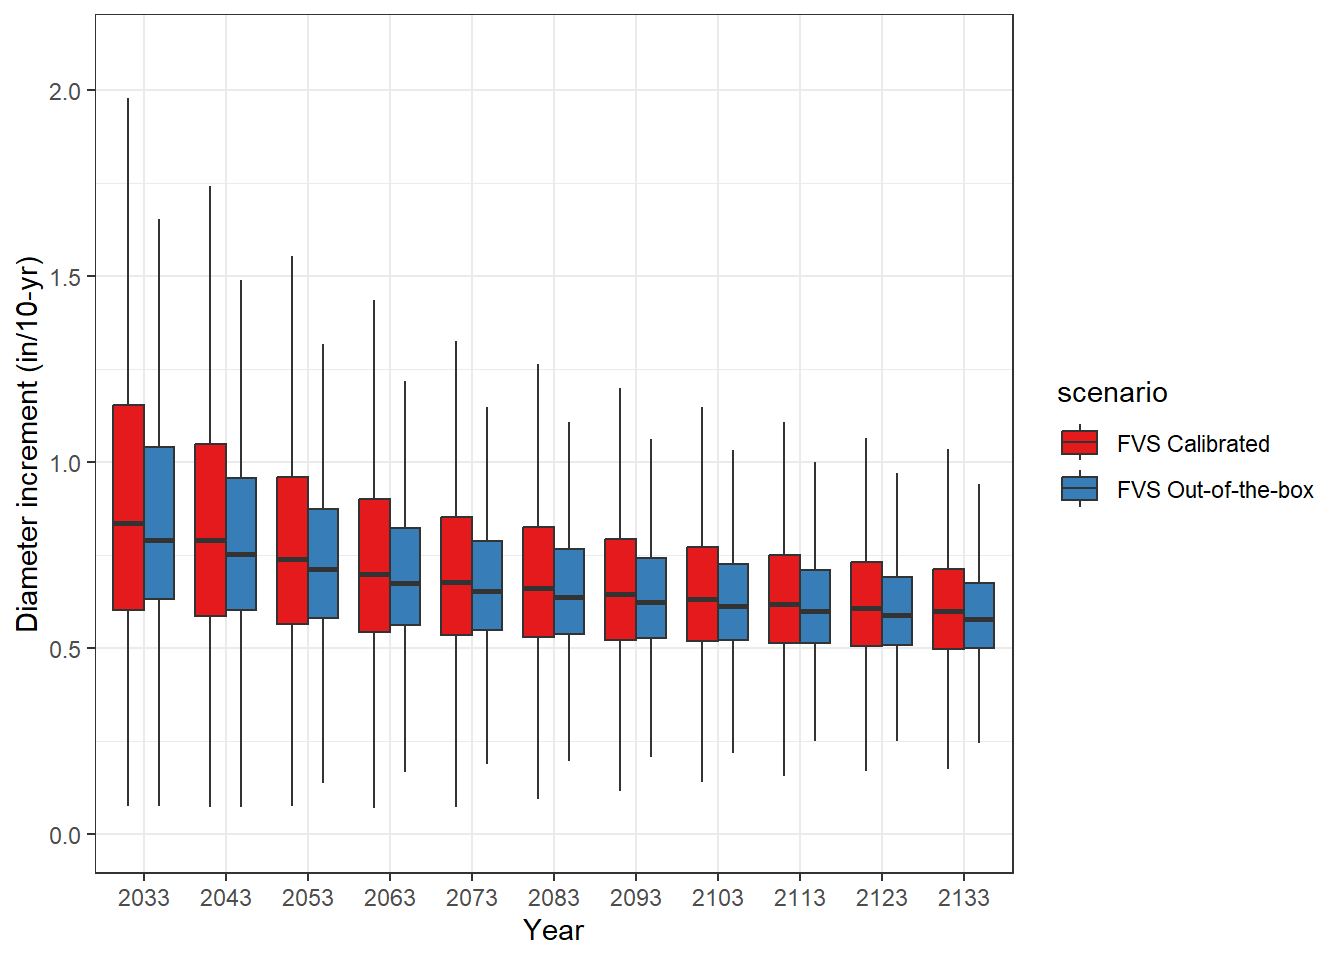 Diameter increment (in/10-yr)
2.0
1.5
1.0
0.5
0.0
2033 2043 2053 2063 2073 2083 2093 2103 2113 2123 2133
Year
scenario
FVS Calibrated
FVS Out-of-the-box